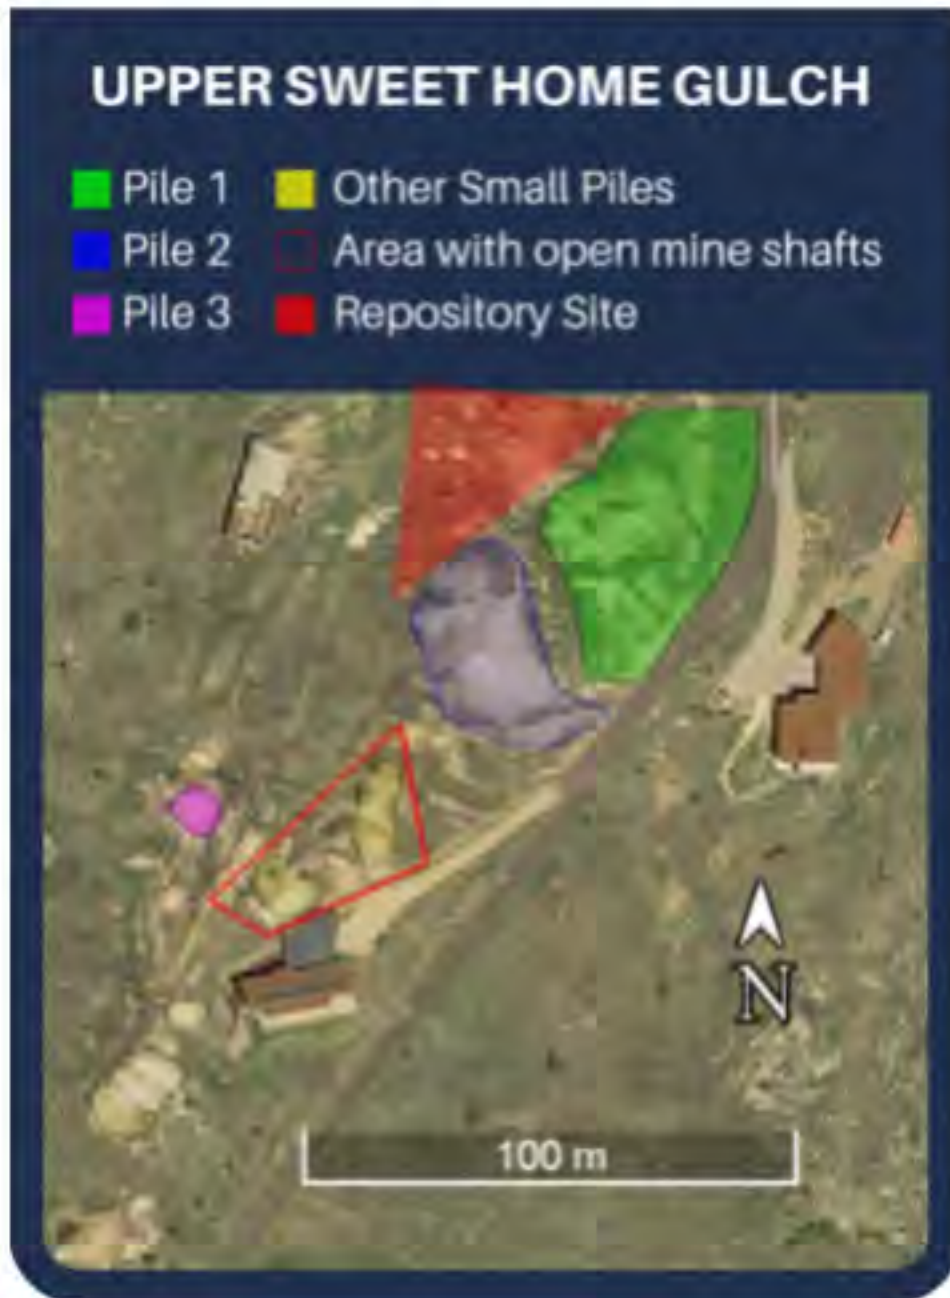 UPPER SWEET HOME GULCH
Pile 1
Other Small Piles
Pile 2
Area with open mine shafts
Pile 3
Repository Site
N
100 m